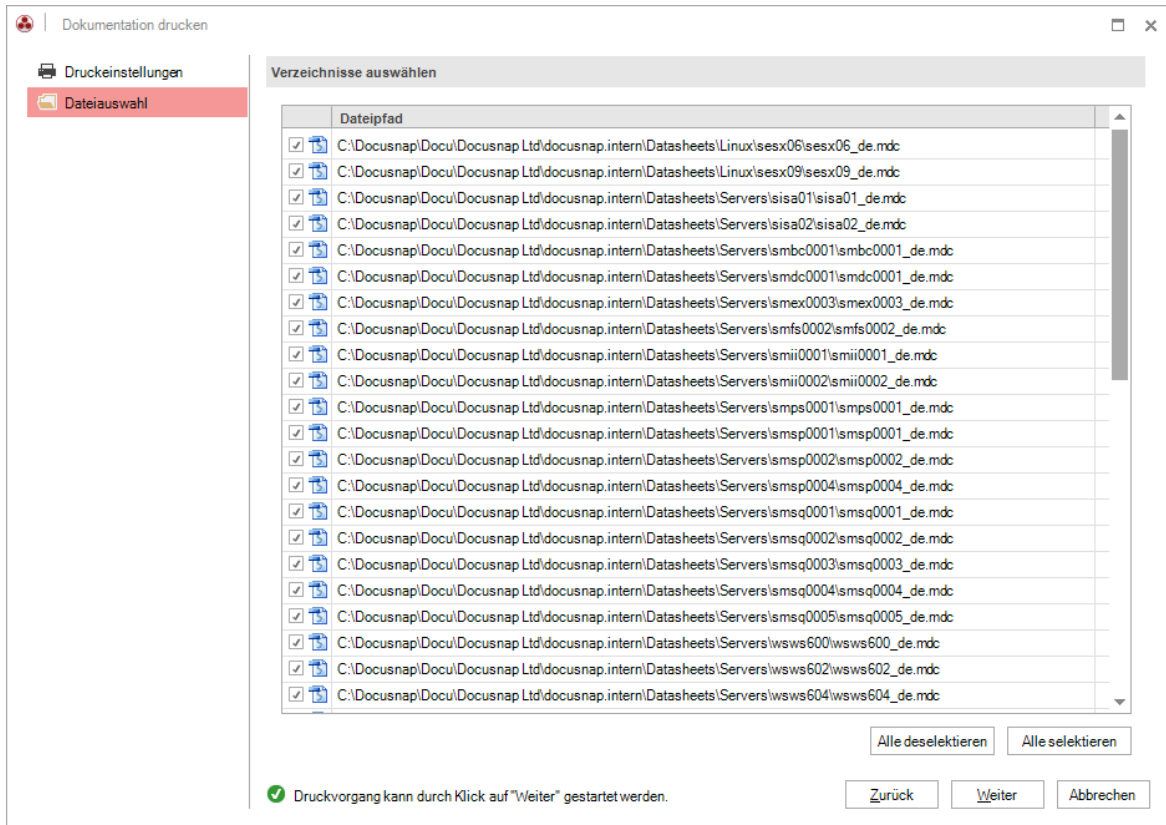 Dokumentation drucken
Druckeinstellungen
Dateiauswahl
Verzeichnisse auswählen
Dateipfad
C:\Docusnap\Docu\Docusnap Ltd\docusnap.intern\Datasheets\Linux\sesx06\sesx06_de.mdc
C:\Docusnap\Docu\Docusnap Ltd\docusnap.intern\Datasheets\Linux\sesx09\sesx09_de.mdc
C:\Docusnap\Docu\Docusnap Ltd\docusnap.intern\Datasheets\Servers\sisa01\sisa01_de.mdc
C:\Docusnap\Docu\Docusnap Ltd\docusnap.intern\Datasheets\Servers\sisa02\sisa02_de.mdc
C:\Docusnap\Docu\Docusnap Ltd\docusnap.intern\Datasheets\Servers\smbc0001\smbc0001_de.mdc
C:\Docusnap\Docu\Docusnap Ltd\docusnap.intern\Datasheets\Servers\smdc0001\smdc0001_de.mdc
C:\Docusnap\Docu\Docusnap Ltd\docusnap.intern\Datasheets\Servers\smex0003\smex0003_de.mdc
C:\Docusnap\Docu\Docusnap Ltd\docusnap.intern\Datasheets\Servers\smfs0002\smfs0002_de.mdc
C:\Docusnap\Docu\Docusnap Ltd\docusnap.intern\Datasheets\Servers\smii0001\smii0001_de.mdc
C:\Docusnap\Docu\Docusnap Ltd\docusnap.intern\Datasheets\Servers\smii0002\smii0002_de.mdc
C:\Docusnap\Docu\Docusnap Ltd\docusnap.intern\Datasheets\Servers\smps0001\smps0001_de.mdc
C:\Docusnap\Docu\Docusnap Ltd\docusnap.intern\Datasheets\Servers\smsp0001\smsp0001_de.mdc
C:\Docusnap\Docu\Docusnap Ltd\docusnap.intern\Datasheets\Servers\smsp0002\smsp0002_de.mdc
C:\Docusnap\Docu\Docusnap Ltd\docusnap.intern\Datasheets\Servers\smsp0004\smsp0004_de.mdc
C:\Docusnap\Docu\Docusnap Ltd\docusnap.intern\Datasheets\Servers\smsq0001\smsq0001_de.mdc
C:\Docusnap\Docu\Docusnap Ltd\docusnap.intern\Datasheets\Servers\smsq0002\smsq0002_de.mdc
C:\Docusnap\Docu\Docusnap Ltd\docusnap.intern\Datasheets\Servers\smsq0003\smsq0003_de.mdc
C:\Docusnap\Docu\Docusnap Ltd\docusnap.intern\Datasheets\Servers\smsq0004\smsq0004_de.mdc
C:\Docusnap\Docu\Docusnap Ltd\docusnap.intern\Datasheets\Servers\smsq0005\smsq0005_de.mdc
C:\Docusnap\Docu\Docusnap Ltd\docusnap.intern\Datasheets\Servers\wsws600\wsws600_de.mdc
C:\Docusnap\Docu\Docusnap Ltd\docusnap.intern\Datasheets\Servers\wsws602\wsws602_de.mdc
C:\Docusnap\Docu\Docusnap Ltd\docusnap.intern\Datasheets\Servers\wsws604\wsws604_de.mdc
Alle deselektieren Alle selektieren
Druckvorgang kann durch Klick auf "Weiter" gestartet werden. Zurück Weiter Abbrechen